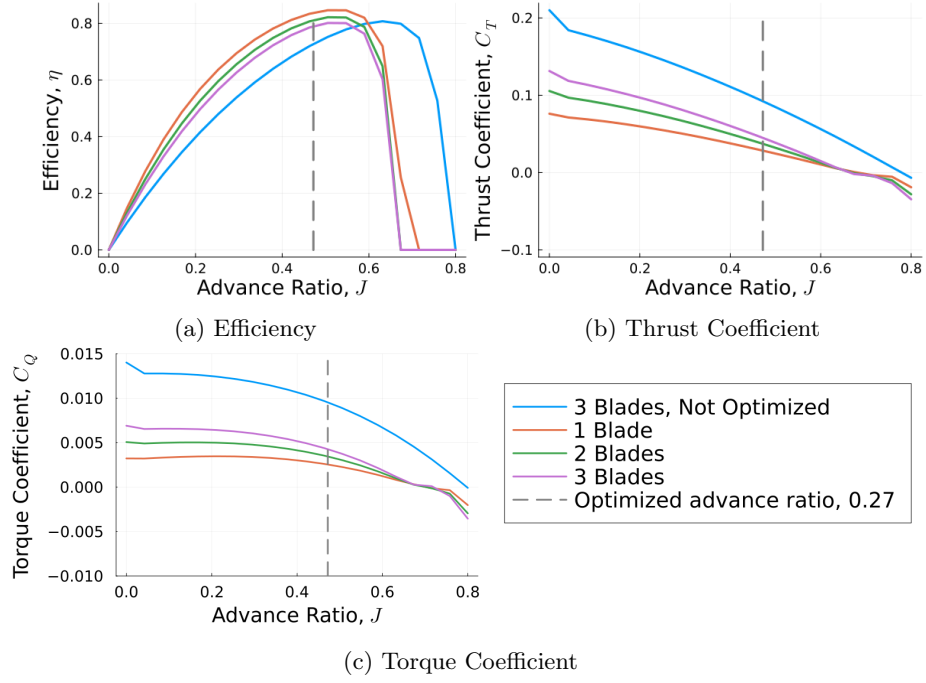 Efficiency, η
0.8
0.6
0.4
0.2
0.0
0.0 0.2 0.4 0.6 0.8
Advance Ratio, J
(a) Efficiency
Thrust Coefficient, C_T
0.2
0.1
0.0
−0.1
0.0 0.2 0.4 0.6 0.8
Advance Ratio, J
(b) Thrust Coefficient
Torque Coefficient, C_Q
0.015
0.010
0.005
0.000
−0.005
−0.010
0.0 0.2 0.4 0.6 0.8
Advance Ratio, J
3 Blades, Not Optimized
1 Blade
2 Blades
3 Blades
Optimized advance ratio, 0.27
(c) Torque Coefficient